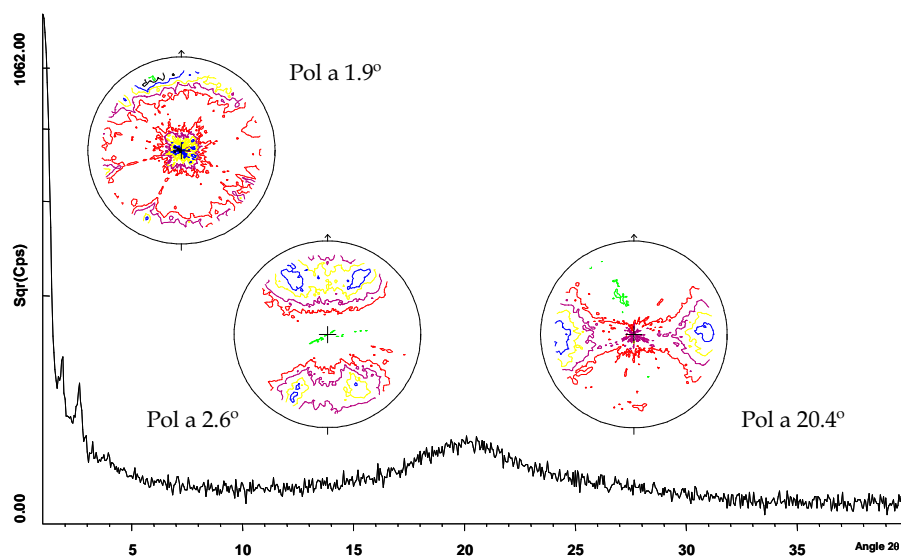 1062.00
Sqr(Cps)
0.00
Pol a 1.9º
Pol a 2.6º
Pol a 20.4º
5
10
15
20
25
30
35
Angle 2θ